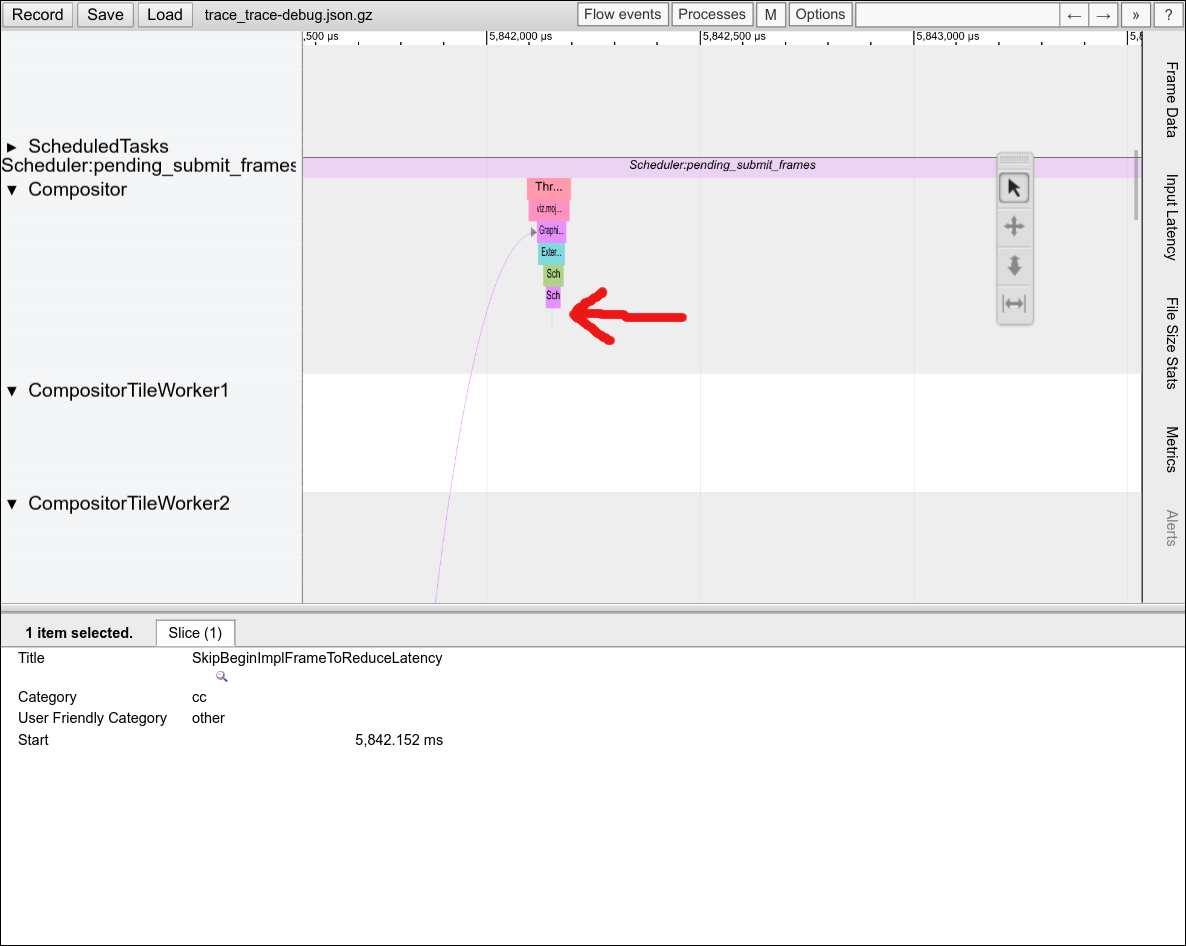 Record Save Load trace_trace-debug.json.gz Flow events Processes M Options ← → » ?
,500 μs 5,842,000 μs 5,842,500 μs 5,843,000 μs
Frame Data
Input Latency
File Size Stats
Metrics
Alerts
ScheduledTasks
Scheduler:pending_submit_frames Scheduler:pending_submit_frames
Compositor Thr...
viz.moj...
Graphi...
Exter...
Sch
Sch
CompositorTileWorker1
CompositorTileWorker2
1 item selected. Slice (1)
Title SkipBeginImplFrameToReduceLatency
Category cc
User Friendly Category other
Start 5,842.152 ms